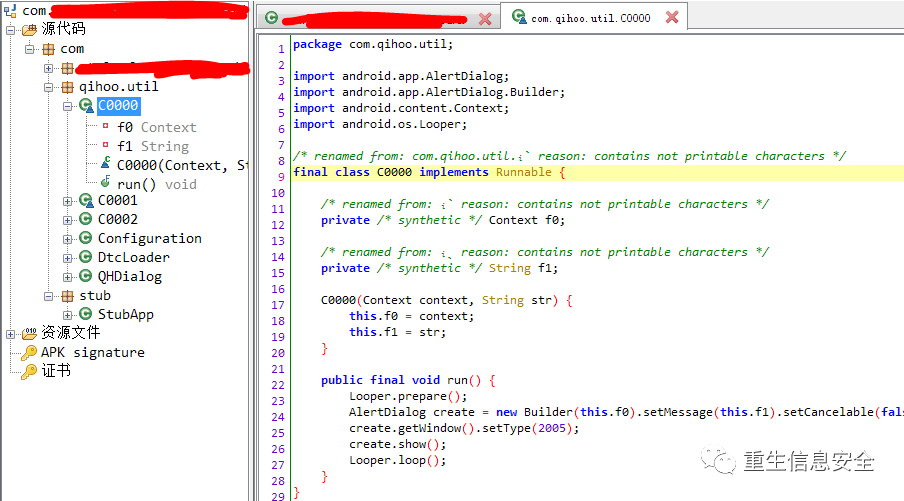 com.
源代码
com
qihoo.util
C0000
f0 Context
f1 String
C0000(Context, St
run() void
C0001
C0002
Configuration
DtcLoader
QHDialog
stub
StubApp
资源文件
APK signature
证书
com.qihoo.util.C0000
1 package com.qihoo.util;
2
3 import android.app.AlertDialog;
4 import android.app.AlertDialog.Builder;
5 import android.content.Context;
6 import android.os.Looper;
7
8 /* renamed from: com.qihoo.util.؛` reason: contains not printable characters */
9 final class C0000 implements Runnable {
10
11 /* renamed from: ؛` reason: contains not printable characters */
12 private /* synthetic */ Context f0;
13
14 /* renamed from: ؛、 reason: contains not printable characters */
15 private /* synthetic */ String f1;
16
17 C0000(Context context, String str) {
18 this.f0 = context;
19 this.f1 = str;
20 }
21
22 public final void run() {
23 Looper.prepare();
24 AlertDialog create = new Builder(this.f0).setMessage(this.f1).setCancelable(fals
25 create.getWindow().setType(2005);
26 create.show();
27 Looper.loop();
28 }
29 }
重生信息安全